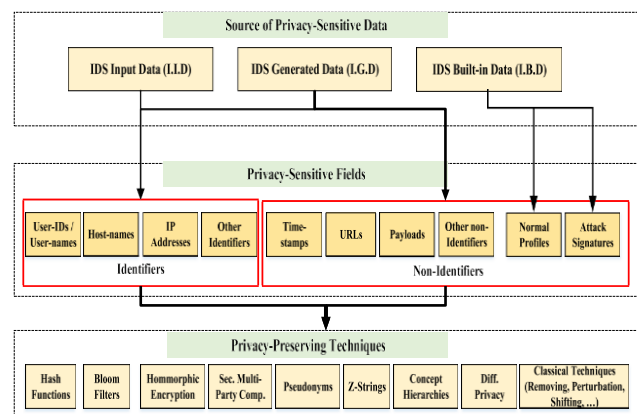 Source of Privacy-Sensitive Data
IDS Input Data (I.I.D)
IDS Generated Data (I.G.D)
IDS Built-in Data (I.B.D)
Privacy-Sensitive Fields
User-IDs /
User-names
Host-names
IP
Addresses
Other
Identifiers
Identifiers
Time-
stamps
URLs
Payloads
Other non-
Identifiers
Normal
Profiles
Attack
Signatures
Non-Identifiers
Privacy-Preserving Techniques
Hash
Functions
Bloom
Filters
Hommorphic
Encryption
Sec. Multi-
Party Comp.
Pseudonyms
Z-Strings
Concept
Hierarchies
Diff.
Privacy
Classical Techniques
(Removing, Perturbation,
Shifting, ...)